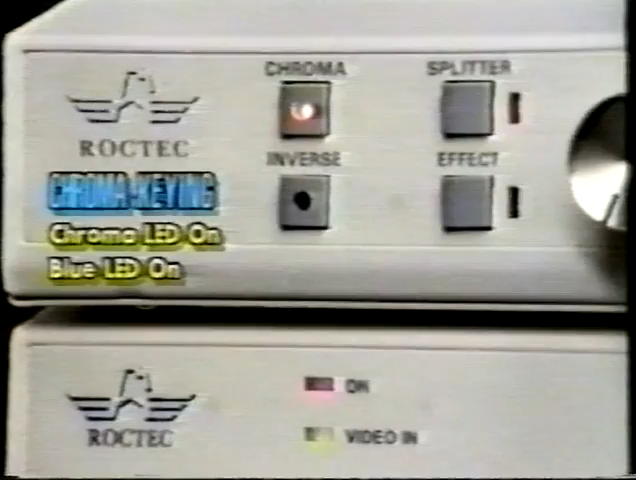 CHROMA SPLITTER
ROCTEC
INVERSE EFFECT
CHROMA-KEYING
Chroma LED On
Blue LED On
ON
ROCTEC
VIDEO IN